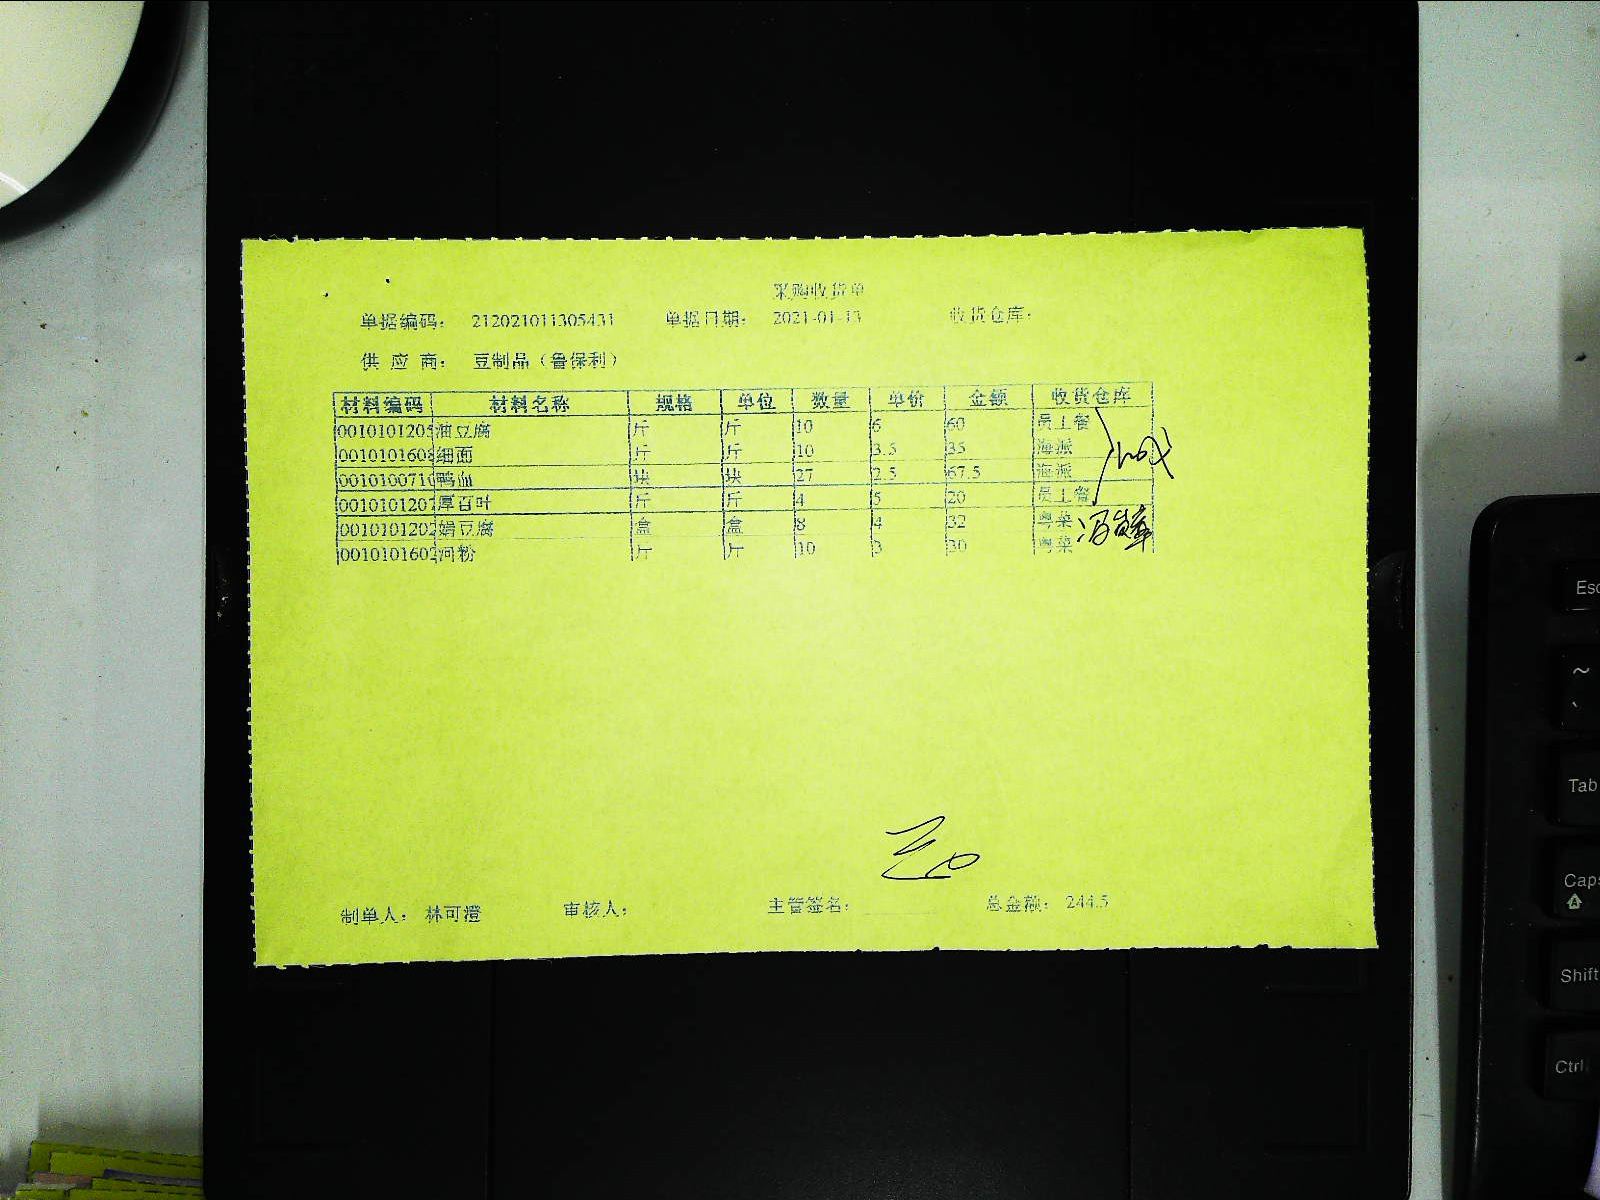 采购收货单
单据编码： 212021011305431 单据日期： 2021-01-13 收货仓库：
供 应 商： 豆制品（鲁保利）
材料编码 材料名称 规格 单位 数量 单价 金额 收货仓库
0010101205 油豆腐 斤 斤 10 6 60 员工餐
0010101608 细面 斤 斤 10 3.5 35 海派
0010100710 鸭血 块 块 27 2.5 67.5 海派
0010101207 厚百叶 斤 斤 4 5 20 员工餐
0010101202 娟豆腐 盒 盒 8 4 32 粤菜
0010101602 河粉 斤 斤 10 3 30 粤菜
制单人： 林可澄 审核人： 主管签名： 总金额： 244.5
Esc
~
`
Tab
Caps
Shift
Ctrl